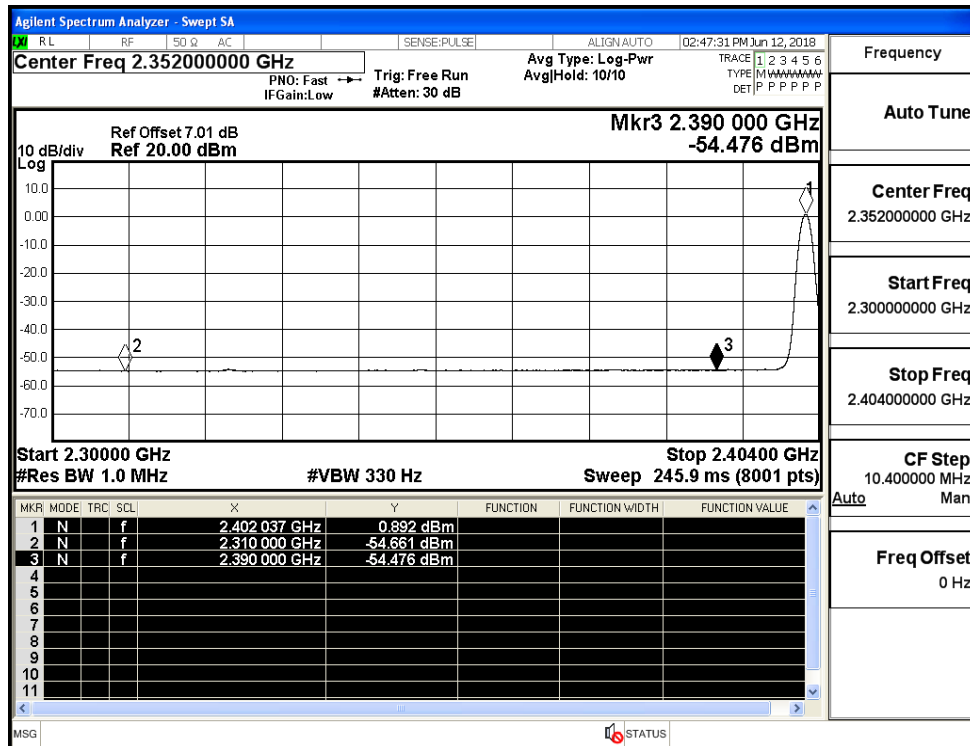 Agilent Spectrum Analyzer - Swept SA
LXI RL RF 50 Ω AC SENSE:PULSE ALIGN AUTO 02:47:31 PM Jun 12, 2018
Center Freq 2.352000000 GHz
PNO: Fast
IFGain:Low
Trig: Free Run
#Atten: 30 dB
Avg Type: Log-Pwr
Avg|Hold: 10/10
TRACE 1 2 3 4 5 6
TYPE M WWWWW
DET P P P P P P
Frequency
Auto Tune
Center Freq
2.352000000 GHz
Start Freq
2.300000000 GHz
Stop Freq
2.404000000 GHz
CF Step
10.400000 MHz
Auto Man
Freq Offset
0 Hz
Mkr3 2.390 000 GHz
-54.476 dBm
Ref Offset 7.01 dB
10 dB/div Ref 20.00 dBm
Log
10.0
0.00
-10.0
-20.0
-30.0
-40.0
-50.0
-60.0
-70.0
1
2
3
Start 2.30000 GHz Stop 2.40400 GHz
#Res BW 1.0 MHz #VBW 330 Hz Sweep 245.9 ms (8001 pts)
MKR MODE TRC SCL X Y FUNCTION FUNCTION WIDTH FUNCTION VALUE
1 N f 2.402 037 GHz 0.892 dBm
2 N f 2.310 000 GHz -54.661 dBm
3 N f 2.390 000 GHz -54.476 dBm
4
5
6
7
8
9
10
11
MSG STATUS